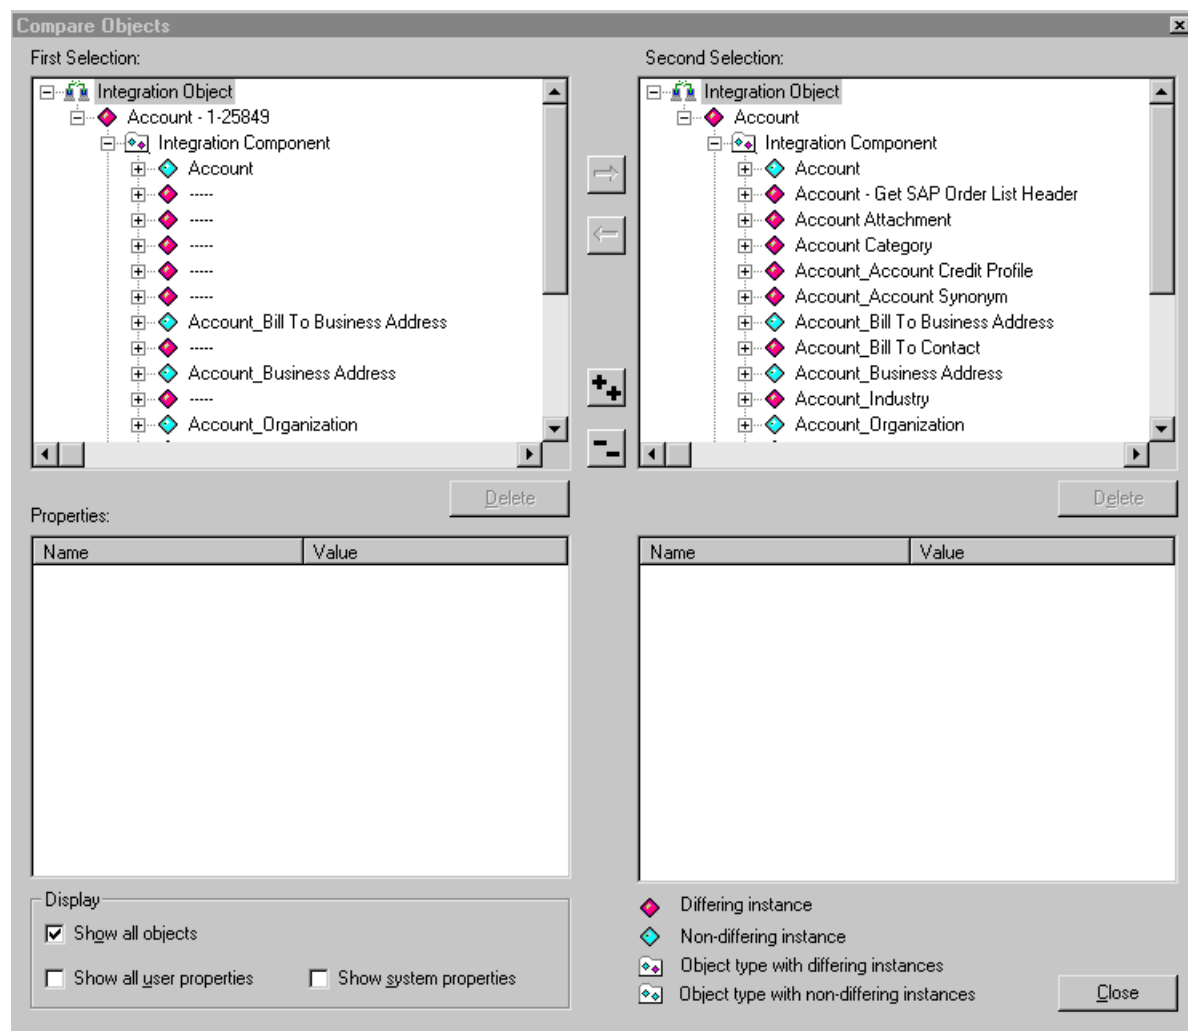 Compare Objects
First Selection:
Integration Object
Account - 1-25849
Integration Component
Account
-----
-----
-----
-----
-----
Account_Bill To Business Address
-----
Account_Business Address
-----
Account_Organization
Delete
Second Selection:
Integration Object
Account
Integration Component
Account
Account - Get SAP Order List Header
Account Attachment
Account Category
Account_Account Credit Profile
Account_Account Synonym
Account_Bill To Business Address
Account_Bill To Contact
Account_Business Address
Account_Industry
Account_Organization
Delete
Properties:
Name Value
Name Value
Display
Show all objects
Show all user properties Show system properties
Differing instance
Non-differing instance
Object type with differing instances
Object type with non-differing instances
Close